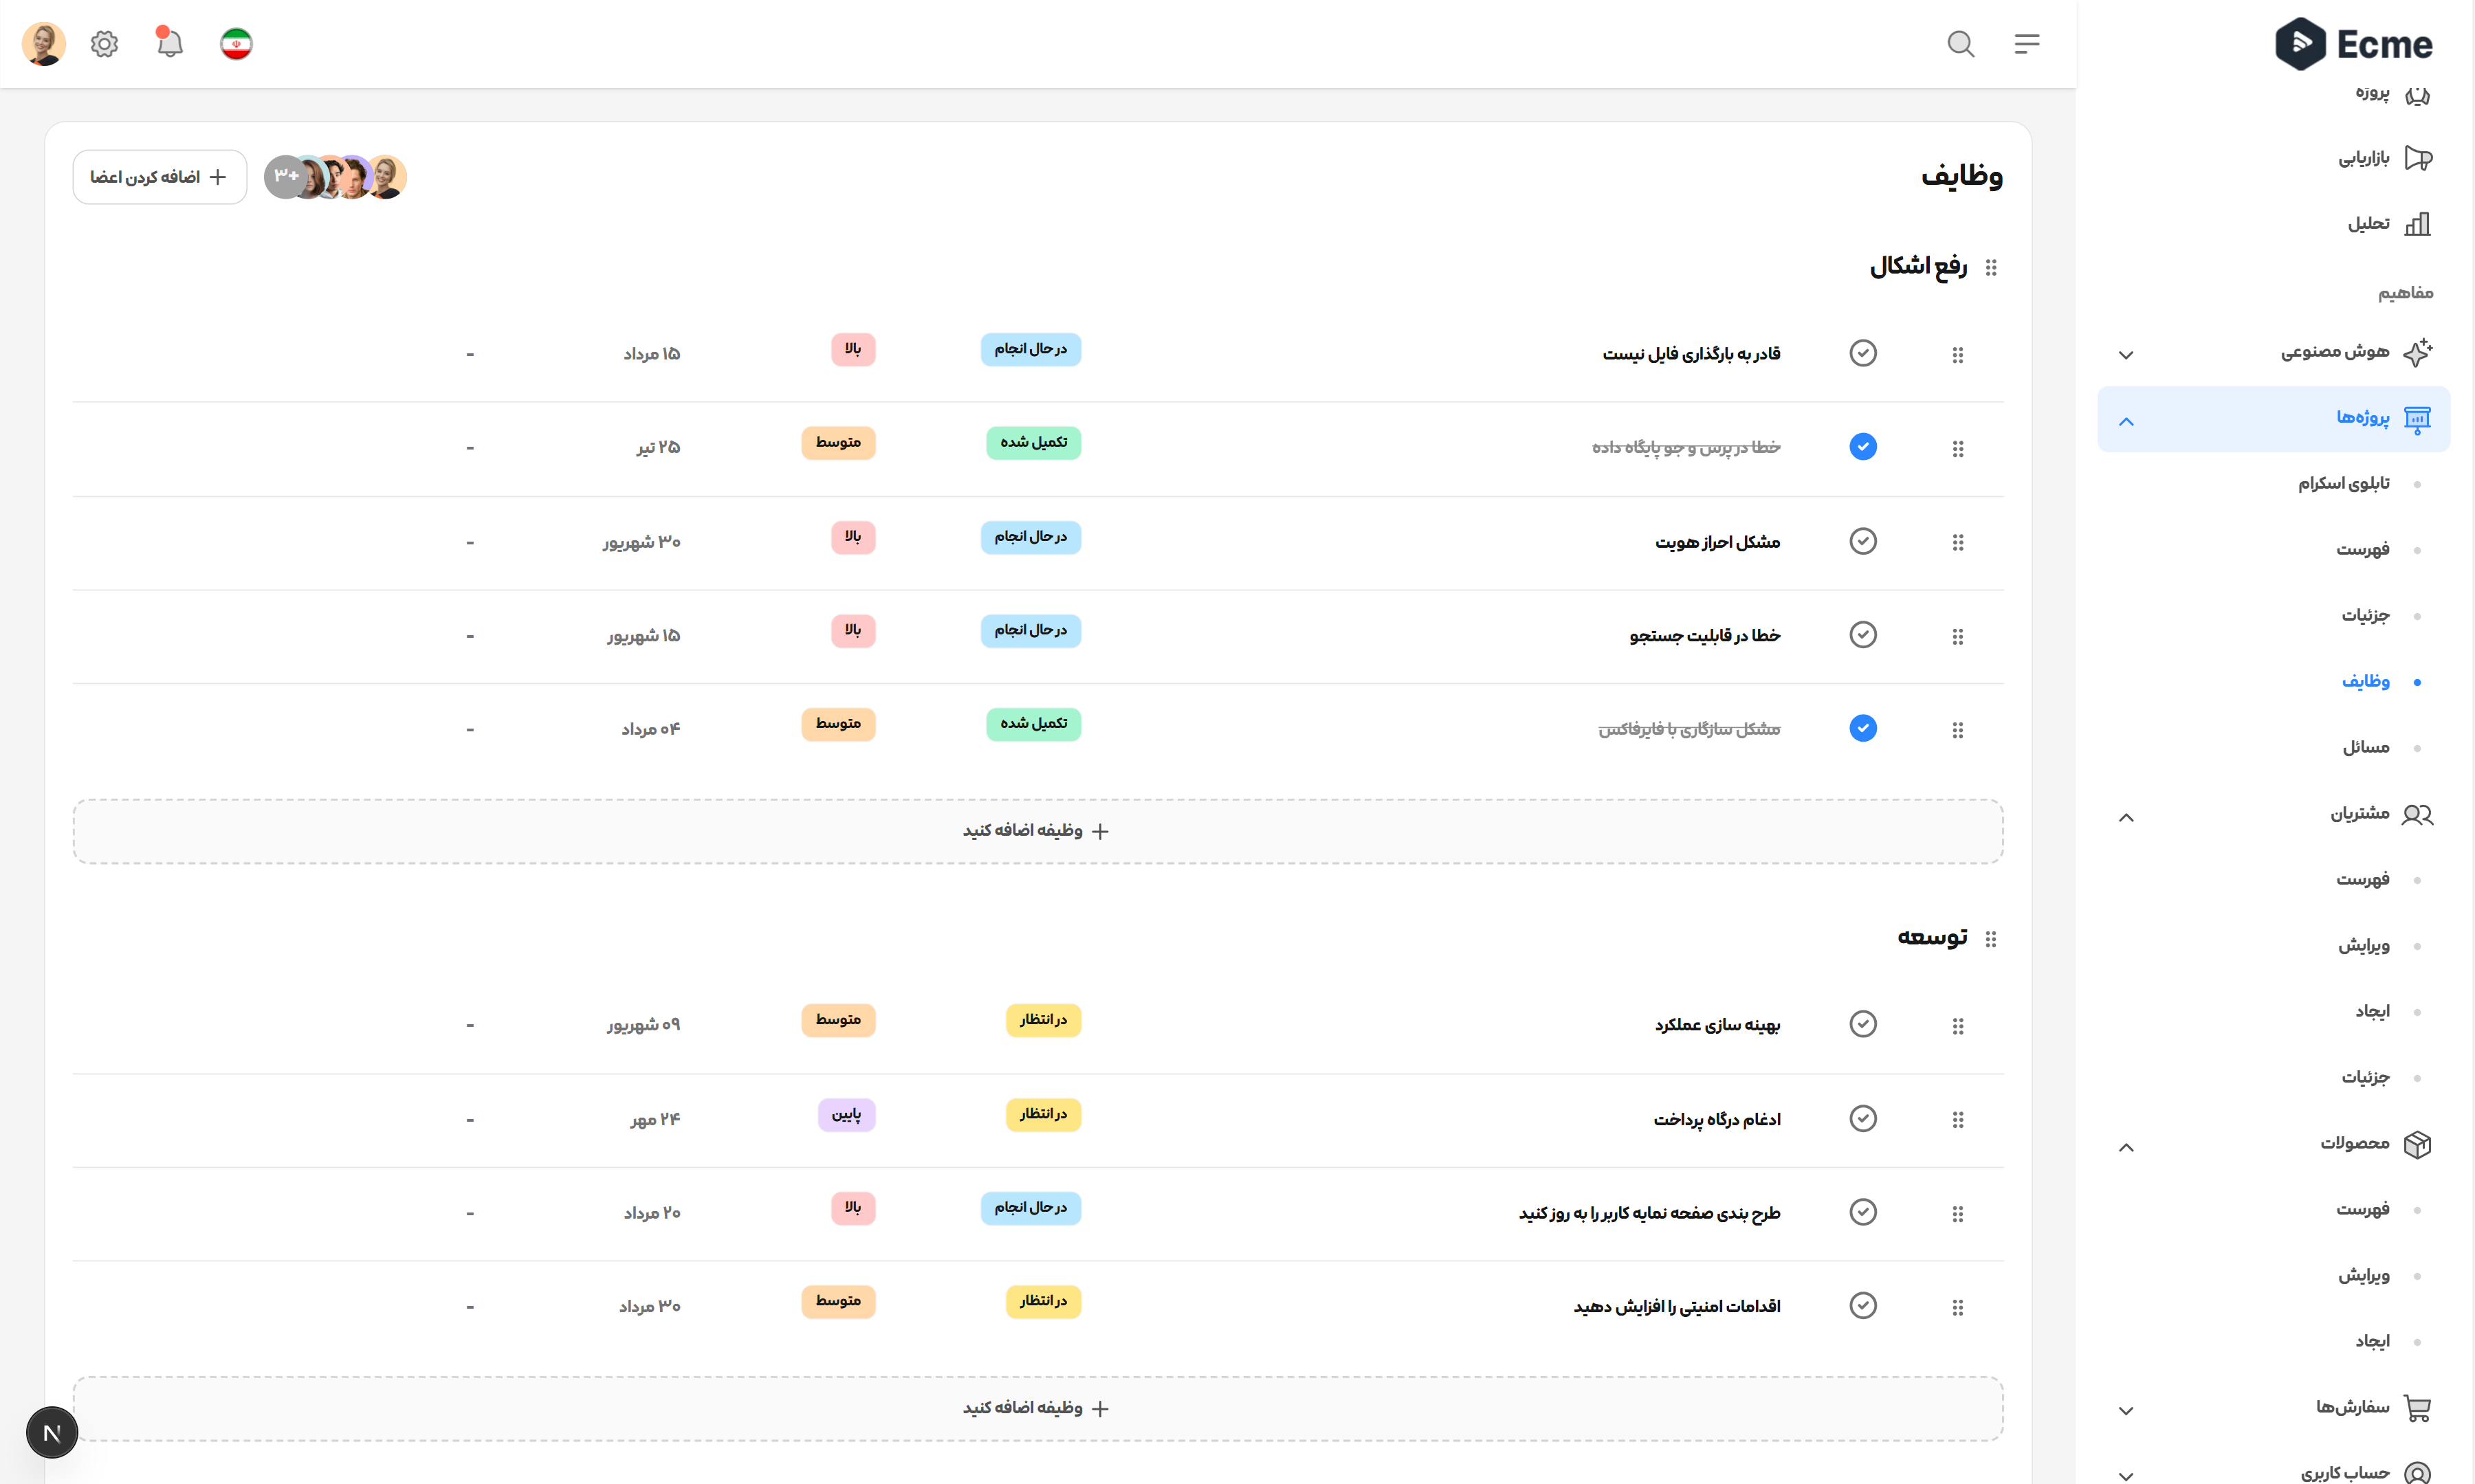 Ecme
پروژه
بازاریابی
تحلیل
مفاهیم
هوش مصنوعی
پروژه‌ها
تابلوی اسکرام
فهرست
جزئیات
وظایف
مسائل
مشتریان
فهرست
ویرایش
ایجاد
جزئیات
محصولات
فهرست
ویرایش
ایجاد
سفارش‌ها
حساب کاربری
وظایف
+۳
اضافه کردن اعضا
رفع اشکال
قادر به بارگذاری فایل نیست در حال انجام بالا ۱۵ مرداد -
خطا در پرس و جو پایگاه داده تکمیل شده متوسط ۲۵ تیر -
مشکل احراز هویت در حال انجام بالا ۳۰ شهریور -
خطا در قابلیت جستجو در حال انجام بالا ۱۵ شهریور -
مشکل سازگاری با فایرفاکس تکمیل شده متوسط ۰۴ مرداد -
وظیفه اضافه کنید
توسعه
بهینه سازی عملکرد در انتظار متوسط ۰۹ شهریور -
ادغام درگاه پرداخت در انتظار پایین ۲۴ مهر -
طرح بندی صفحه نمایه کاربر را به روز کنید در حال انجام بالا ۲۰ مرداد -
اقدامات امنیتی را افزایش دهید در انتظار متوسط ۳۰ مرداد -
وظیفه اضافه کنید
N